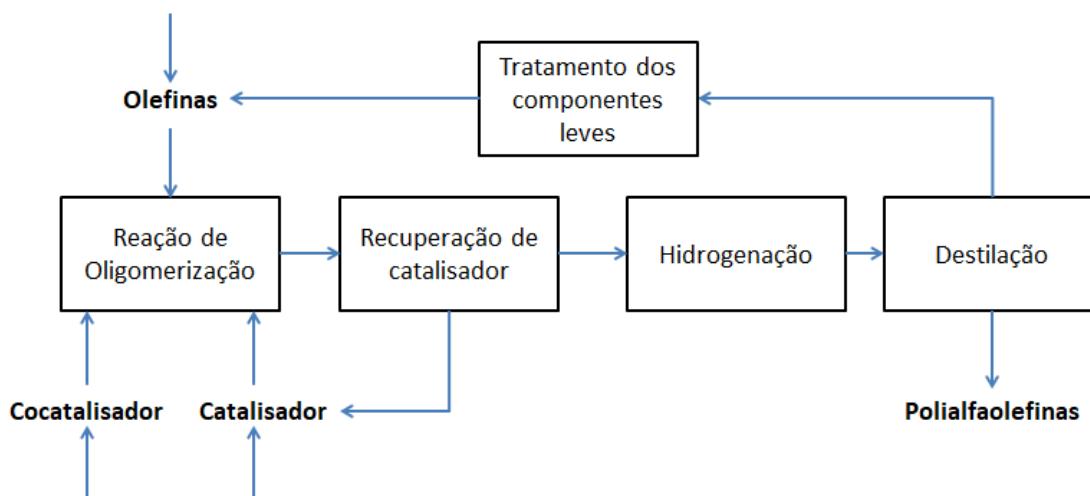 Tratamento dos
componentes
leves
Olefinas
Reação de
Oligomerização
Recuperação de
catalisador
Hidrogenação
Destilação
Cocatalisador
Catalisador
Polialfaolefinas